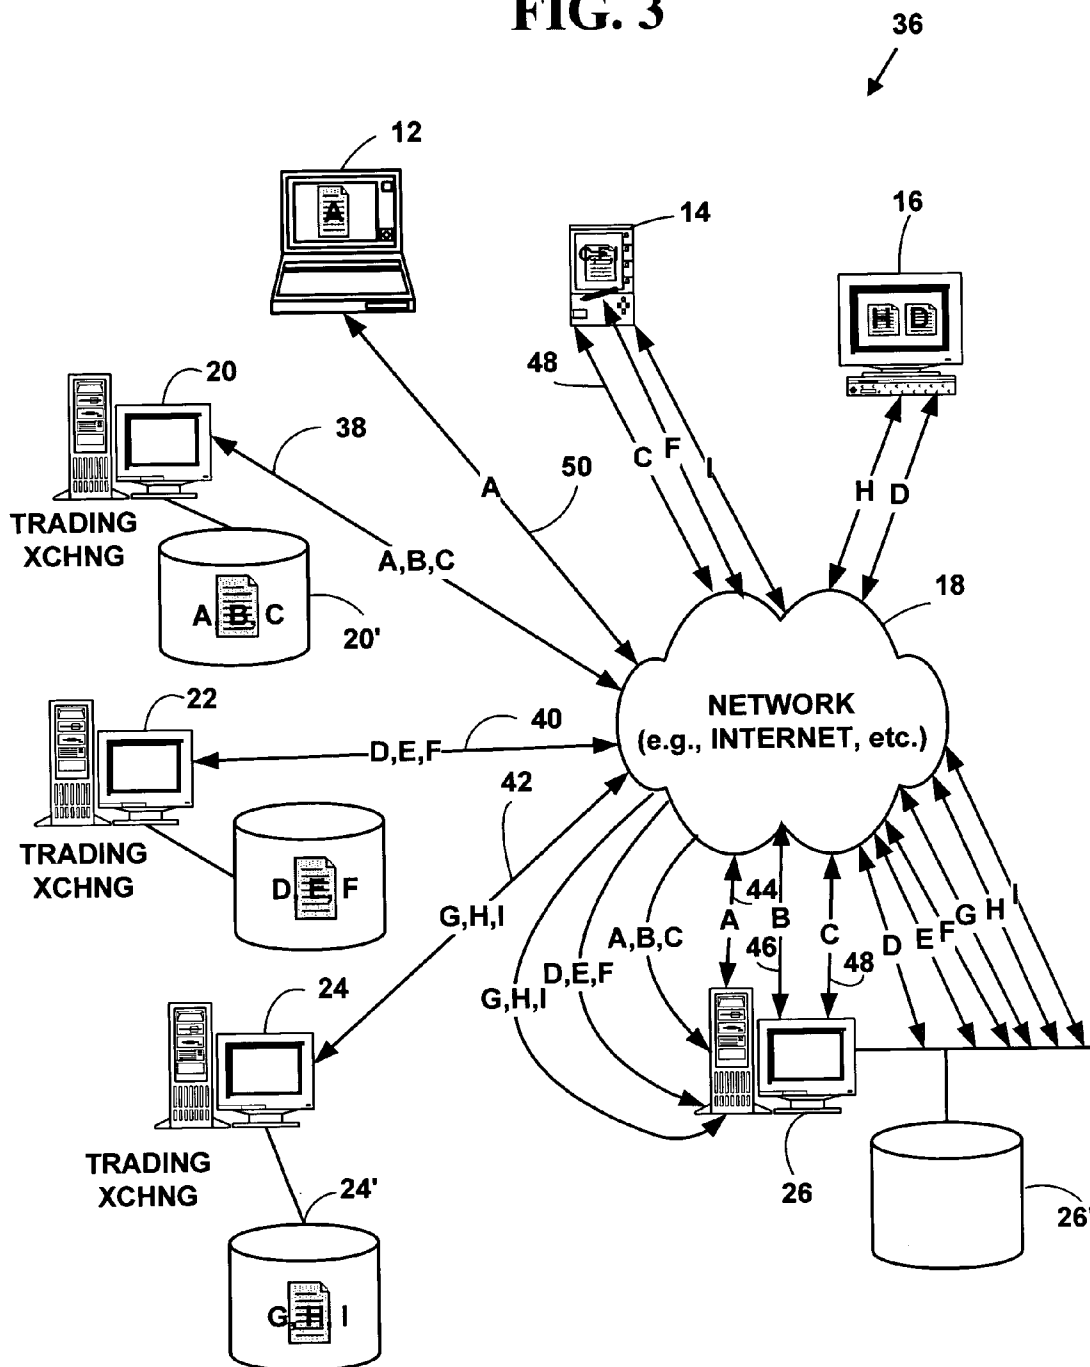 FIG. 3
36
12
A
14
C,F,I
16
H D
48
20
38
C F I
50
A
H D
TRADING
XCHNG
A,B,C
18
A B, C
20'
22
40
NETWORK
(e.g., INTERNET, etc.)
D,E,F
42
TRADING
XCHNG
D, E, F
G,H,I
44
A B C D E F G H I
A,B,C
46
48
D,E,F
G,H,I
24
TRADING
XCHNG
24'
26
26'
G, H, I